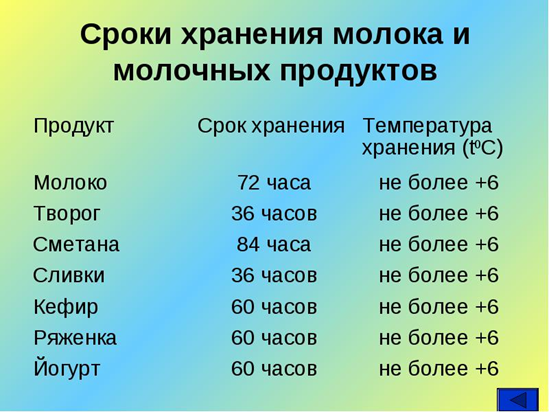 Сроки хранения молока и
молочных продуктов
Продукт Срок хранения Температура
хранения (t⁰С)
Молоко 72 часа не более +6
Творог 36 часов не более +6
Сметана 84 часа не более +6
Сливки 36 часов не более +6
Кефир 60 часов не более +6
Ряженка 60 часов не более +6
Йогурт 60 часов не более +6